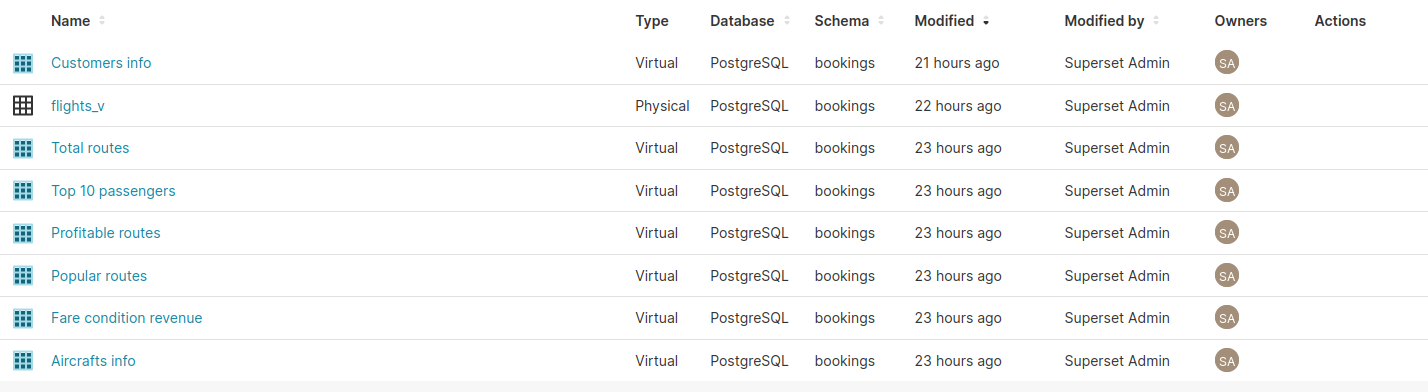 Name Type Database Schema Modified Modified by Owners Actions
Customers info Virtual PostgreSQL bookings 21 hours ago Superset Admin SA
flights_v Physical PostgreSQL bookings 22 hours ago Superset Admin SA
Total routes Virtual PostgreSQL bookings 23 hours ago Superset Admin SA
Top 10 passengers Virtual PostgreSQL bookings 23 hours ago Superset Admin SA
Profitable routes Virtual PostgreSQL bookings 23 hours ago Superset Admin SA
Popular routes Virtual PostgreSQL bookings 23 hours ago Superset Admin SA
Fare condition revenue Virtual PostgreSQL bookings 23 hours ago Superset Admin SA
Aircrafts info Virtual PostgreSQL bookings 23 hours ago Superset Admin SA